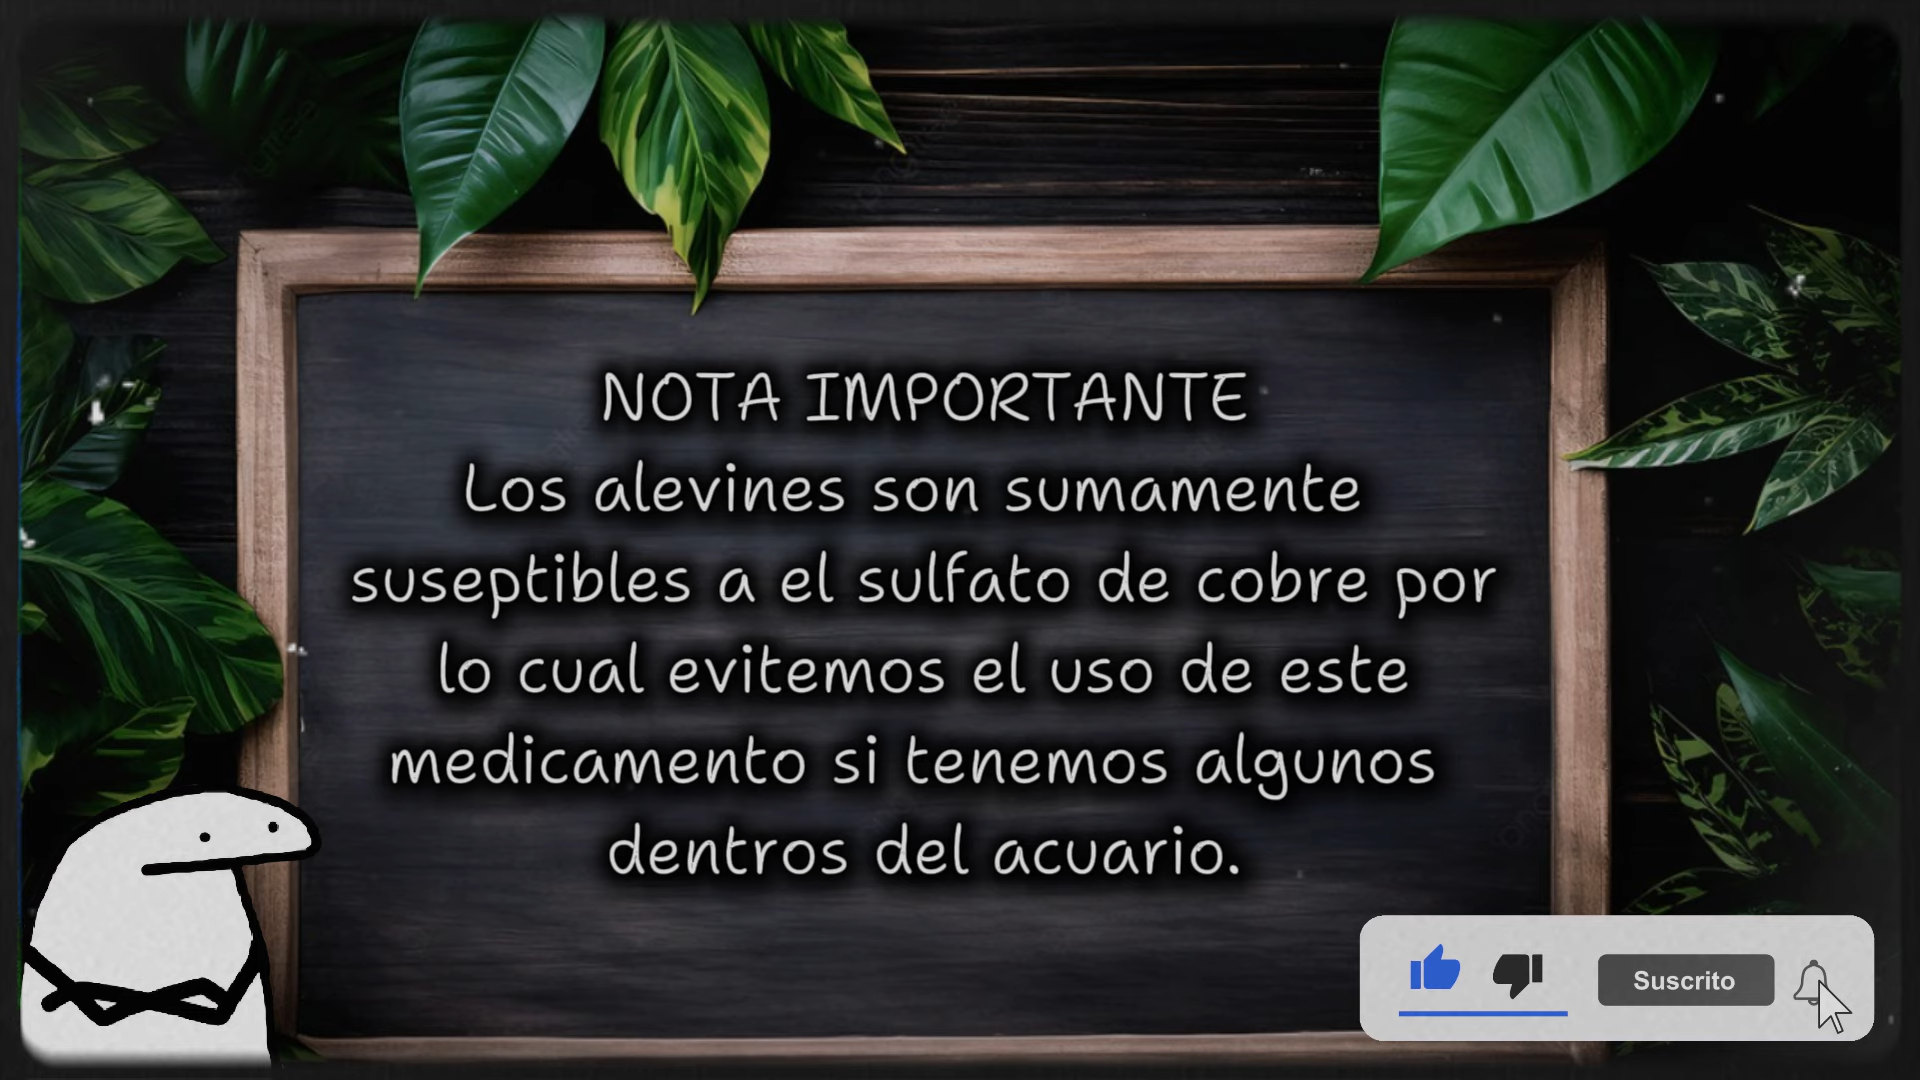 NOTA IMPORTANTE
Los alevines son sumamente
suseptibles a el sulfato de cobre por
lo cual evitemos el uso de este
medicamento si tenemos algunos
dentros del acuario.
Suscrito